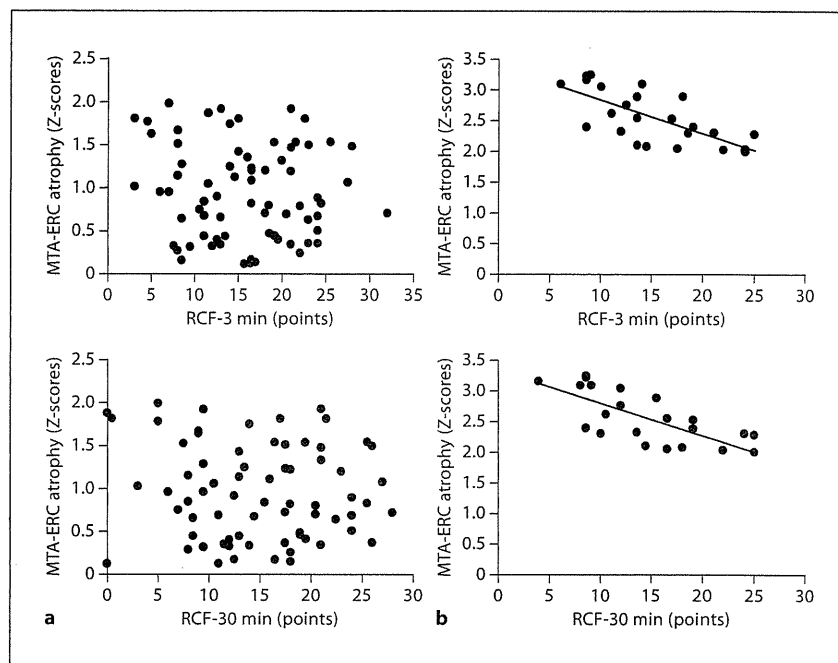 MTA-ERC atrophy (Z-scores)
2.5
2.0
1.5
1.0
0.5
0
0 5 10 15 20 25 30 35
RCF-3 min (points)
MTA-ERC atrophy (Z-scores)
3.5
3.0
2.5
2.0
1.5
1.0
0.5
0
0 5 10 15 20 25 30
RCF-3 min (points)
MTA-ERC atrophy (Z-scores)
2.5
2.0
1.5
1.0
0.5
0
0 5 10 15 20 25 30
a RCF-30 min (points)
MTA-ERC atrophy (Z-scores)
3.5
3.0
2.5
2.0
1.5
1.0
0.5
0
0 5 10 15 20 25 30
b RCF-30 min (points)